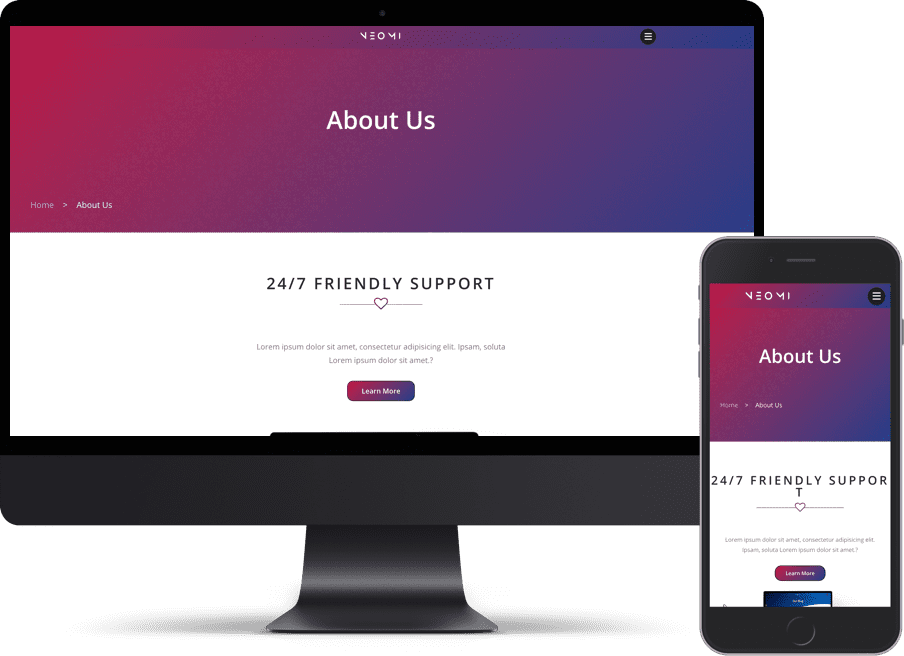 NEOMI
About Us
Home > About Us
24/7 FRIENDLY SUPPORT
Lorem ipsum dolor sit amet, consectetur adipisicing elit. Ipsam, soluta
Lorem ipsum dolor sit amet.?
Learn More
NEOMI
About Us
Home > About Us
24/7 FRIENDLY SUPPOR
T
Lorem ipsum dolor sit amet, consectetur adipisicing elit.
Ipsam, soluta Lorem ipsum dolor sit amet.?
Learn More